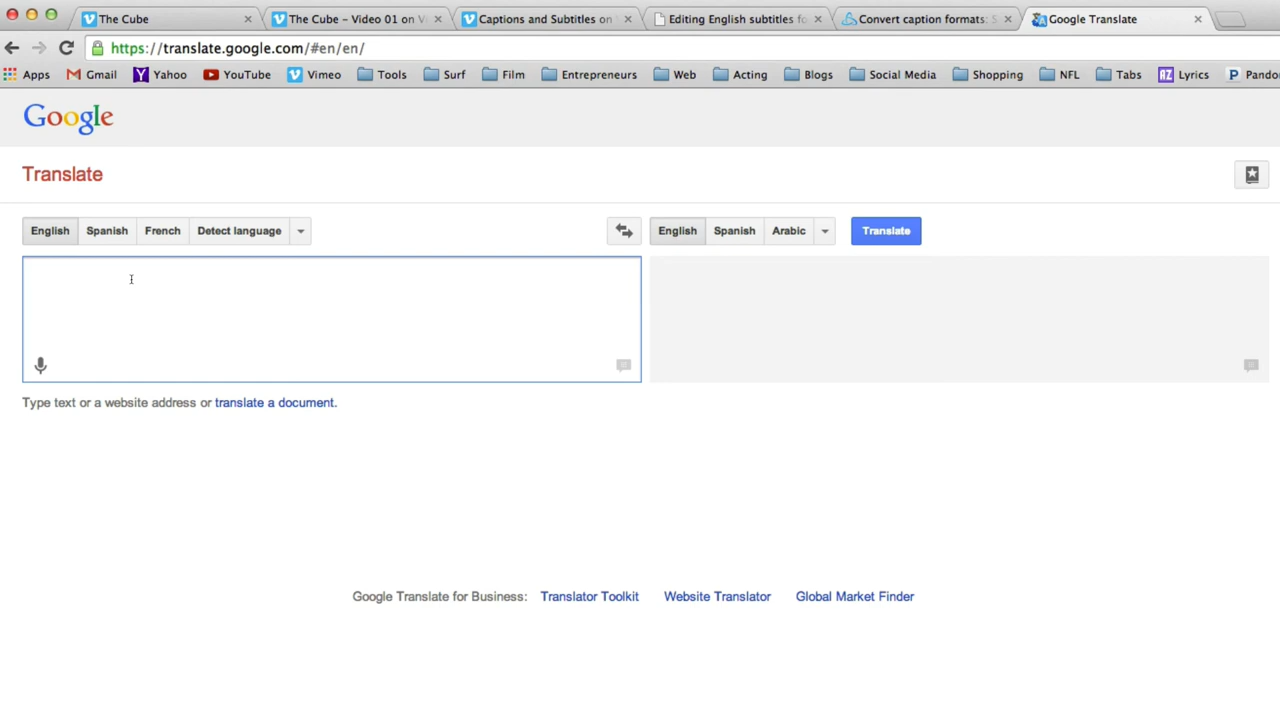 The Cube
The Cube – Video 01 on Vi
Captions and Subtitles on
Editing English subtitles fo
Convert caption formats: S
Google Translate
https://translate.google.com/#en/en/
Apps Gmail Yahoo YouTube Vimeo Tools Surf Film Entrepreneurs Web Acting Blogs Social Media Shopping NFL Tabs AZ Lyrics P Pando
Google
Translate
English Spanish French Detect language English Spanish Arabic Translate
Type text or a website address or translate a document.
Google Translate for Business: Translator Toolkit Website Translator Global Market Finder